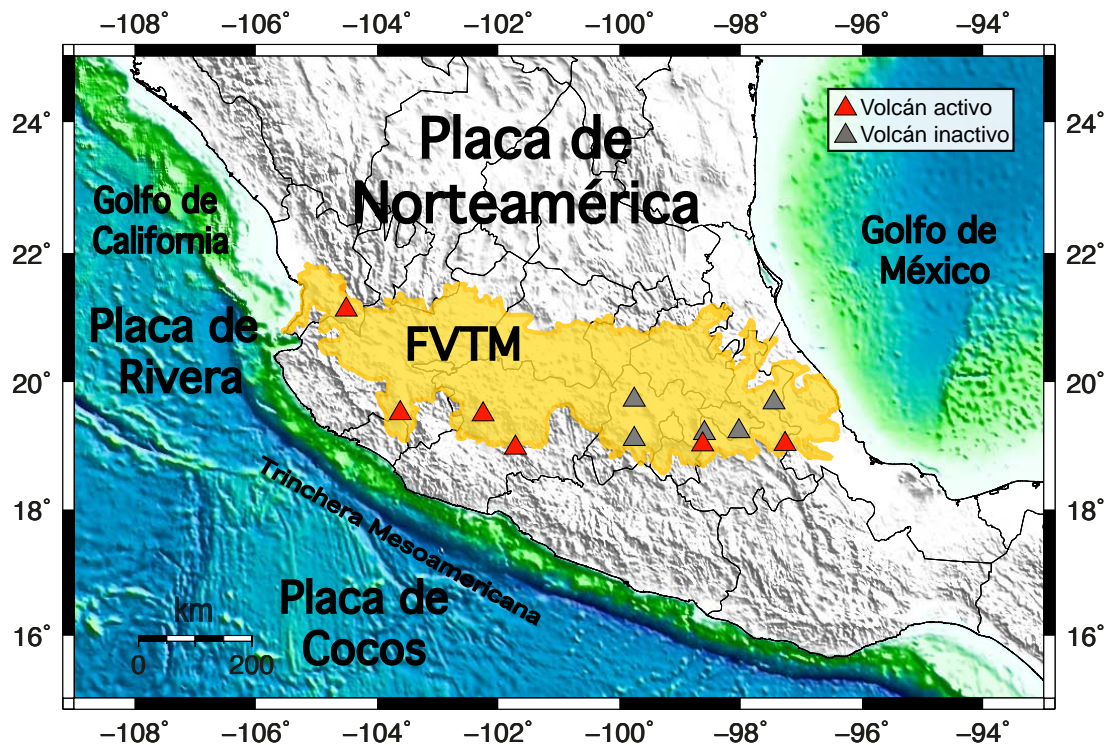 −108° −106° −104° −102° −100° −98° −96° −94°
24° 24°
Volcán activo
Volcán inactivo
Placa de
Norteamérica
Golfo de
California
Golfo de
México
22° 22°
Placa de
Rivera
FVTM
20° 20°
18° 18°
Trinchera Mesoamericana
Placa de
Cocos
km
0 200
16° 16°
−108° −106° −104° −102° −100° −98° −96° −94°